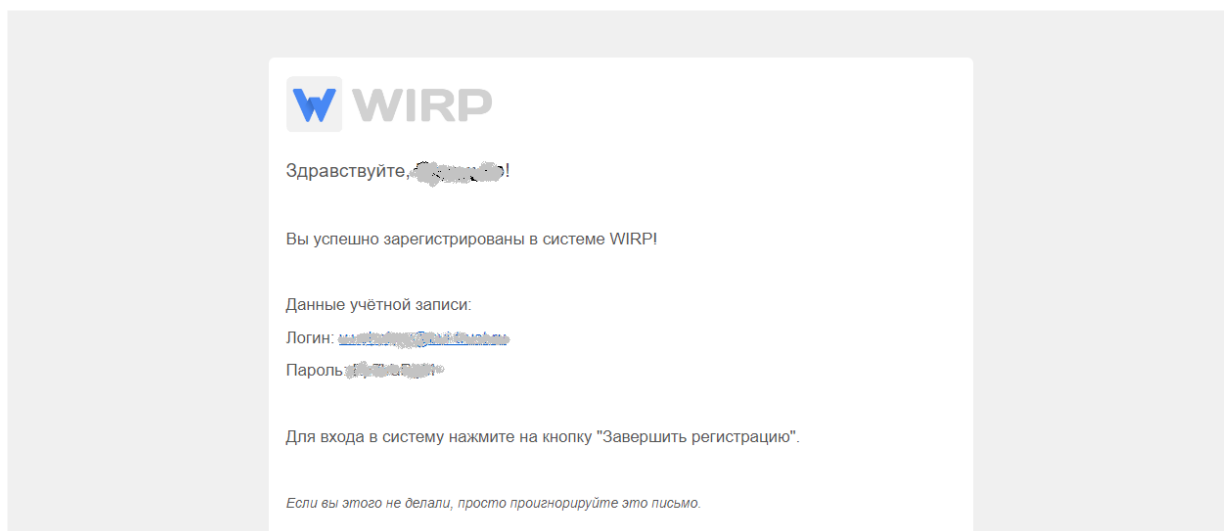 WIRP
Здравствуйте, !
Вы успешно зарегистрированы в системе WIRP!
Данные учётной записи:
Логин:
Пароль:
Для входа в систему нажмите на кнопку "Завершить регистрацию".
Если вы этого не делали, просто проигнорируйте это письмо.